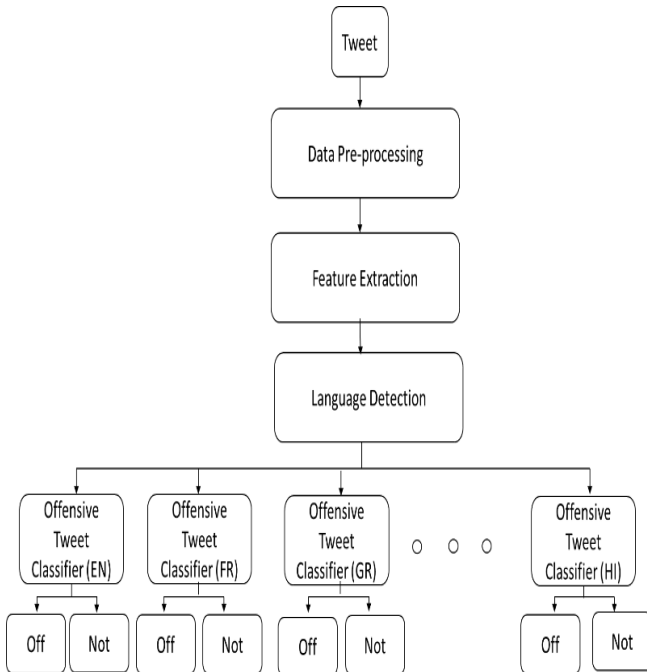 Tweet
Data Pre-processing
Feature Extraction
Language Detection
Offensive
Tweet
Classifier (EN)
Offensive
Tweet
Classifier (FR)
Offensive
Tweet
Classifier (GR)
Offensive
Tweet
Classifier (HI)
Off
Not
Off
Not
Off
Not
Off
Not